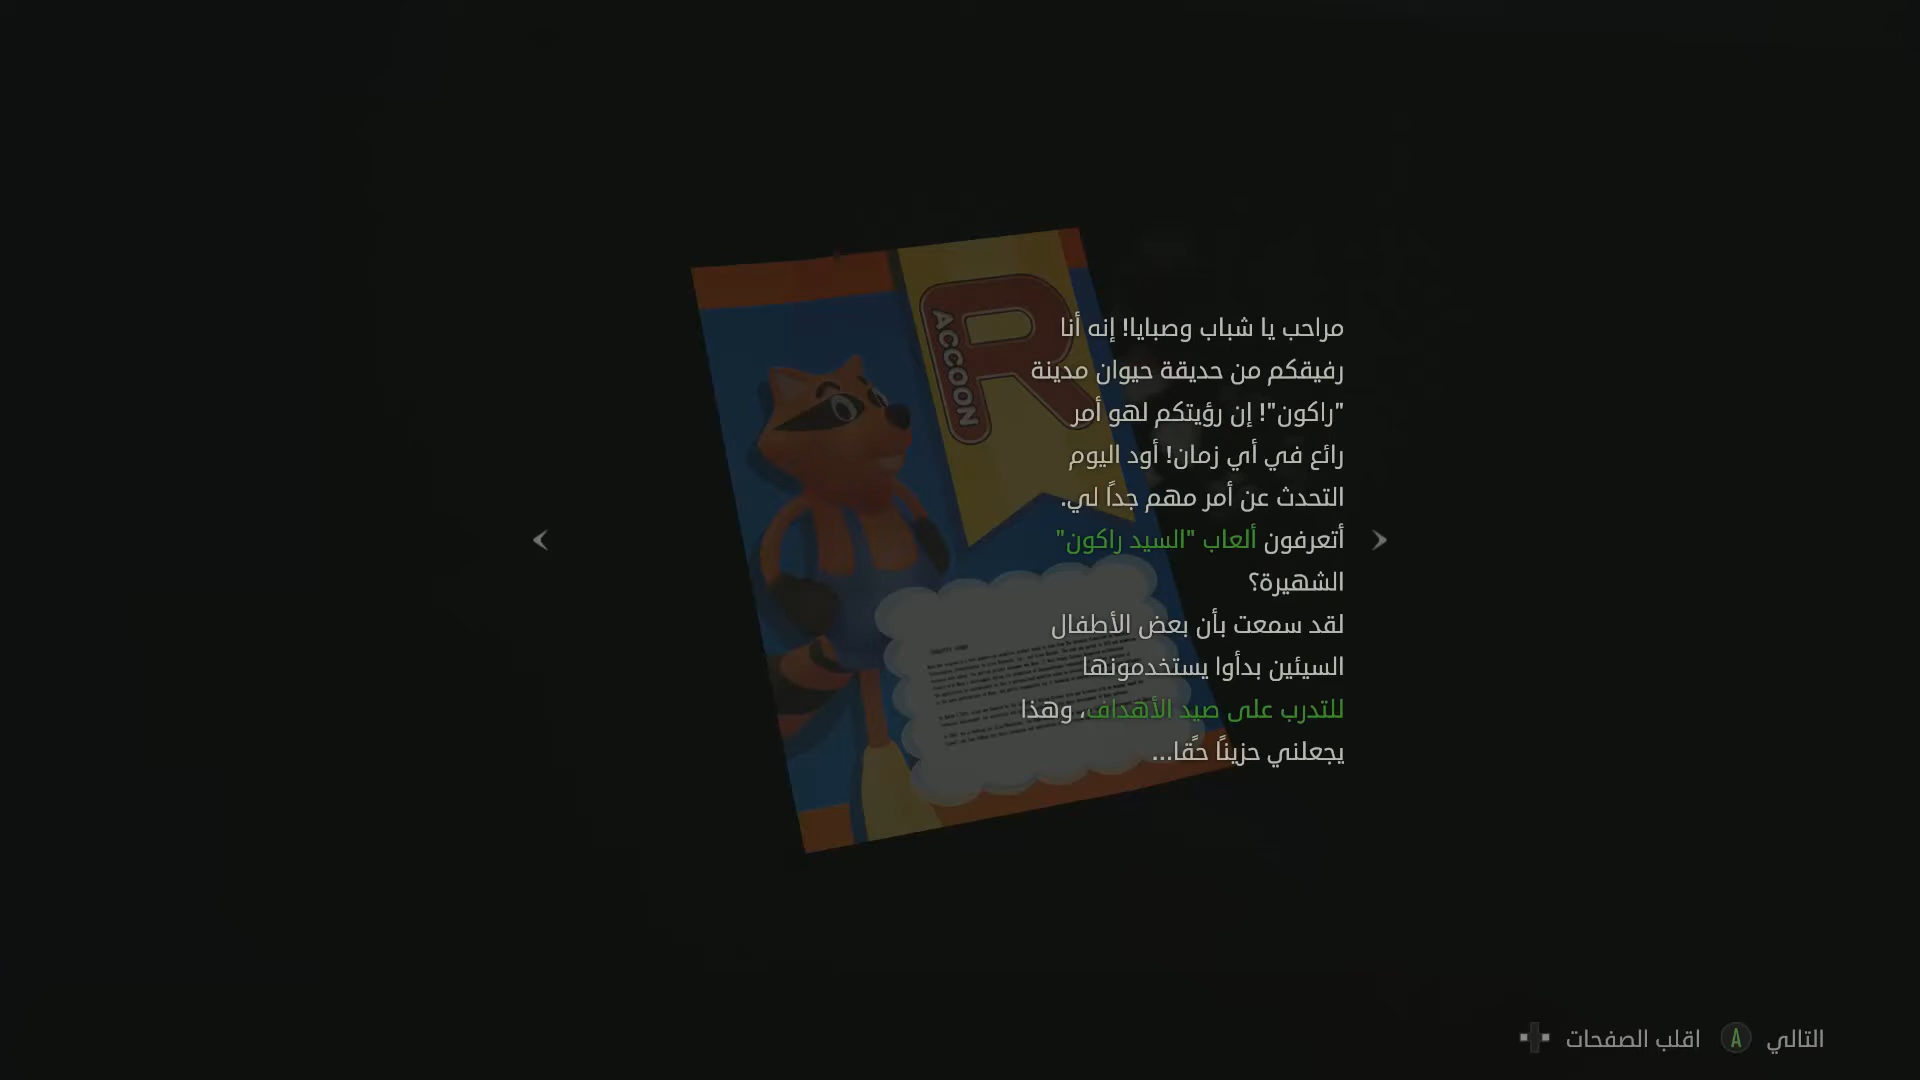 R
ACCOON
مراحب يا شباب وصبايا! إنه أنا
رفيقكم من حديقة حيوان مدينة
"راكون"! إن رؤيتكم لهو أمر
رائع في أي زمان! أود اليوم
التحدث عن أمر مهم جداً لي.
أتعرفون ألعاب "السيد راكون"
الشهيرة؟
لقد سمعت بأن بعض الأطفال
السيئين بدأوا يستخدمونها
للتدرب على صيد الأهداف، وهذا
يجعلني حزيناً حقًا...
التالي A اقلب الصفحات